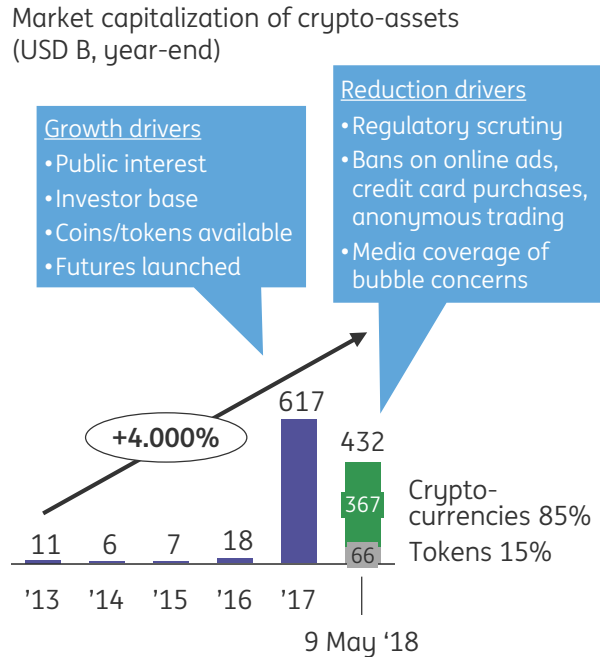 Market capitalization of crypto-assets
(USD B, year-end)
Growth drivers
•Public interest
•Investor base
•Coins/tokens available
•Futures launched
Reduction drivers
•Regulatory scrutiny
•Bans on online ads,
credit card purchases,
anonymous trading
•Media coverage of
bubble concerns
+4.000%
11
6
7
18
617
432
367
66
Crypto-
currencies 85%
Tokens 15%
'13
'14
'15
'16
'17
9 May '18